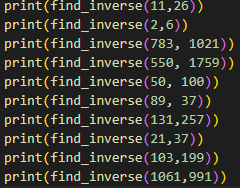 print(find_inverse(11,26))
print(find_inverse(2,6))
print(find_inverse(783, 1021))
print(find_inverse(550, 1759))
print(find_inverse(50, 100))
print(find_inverse(89, 37))
print(find_inverse(131,257))
print(find_inverse(21,37))
print(find_inverse(103,199))
print(find_inverse(1061,991))